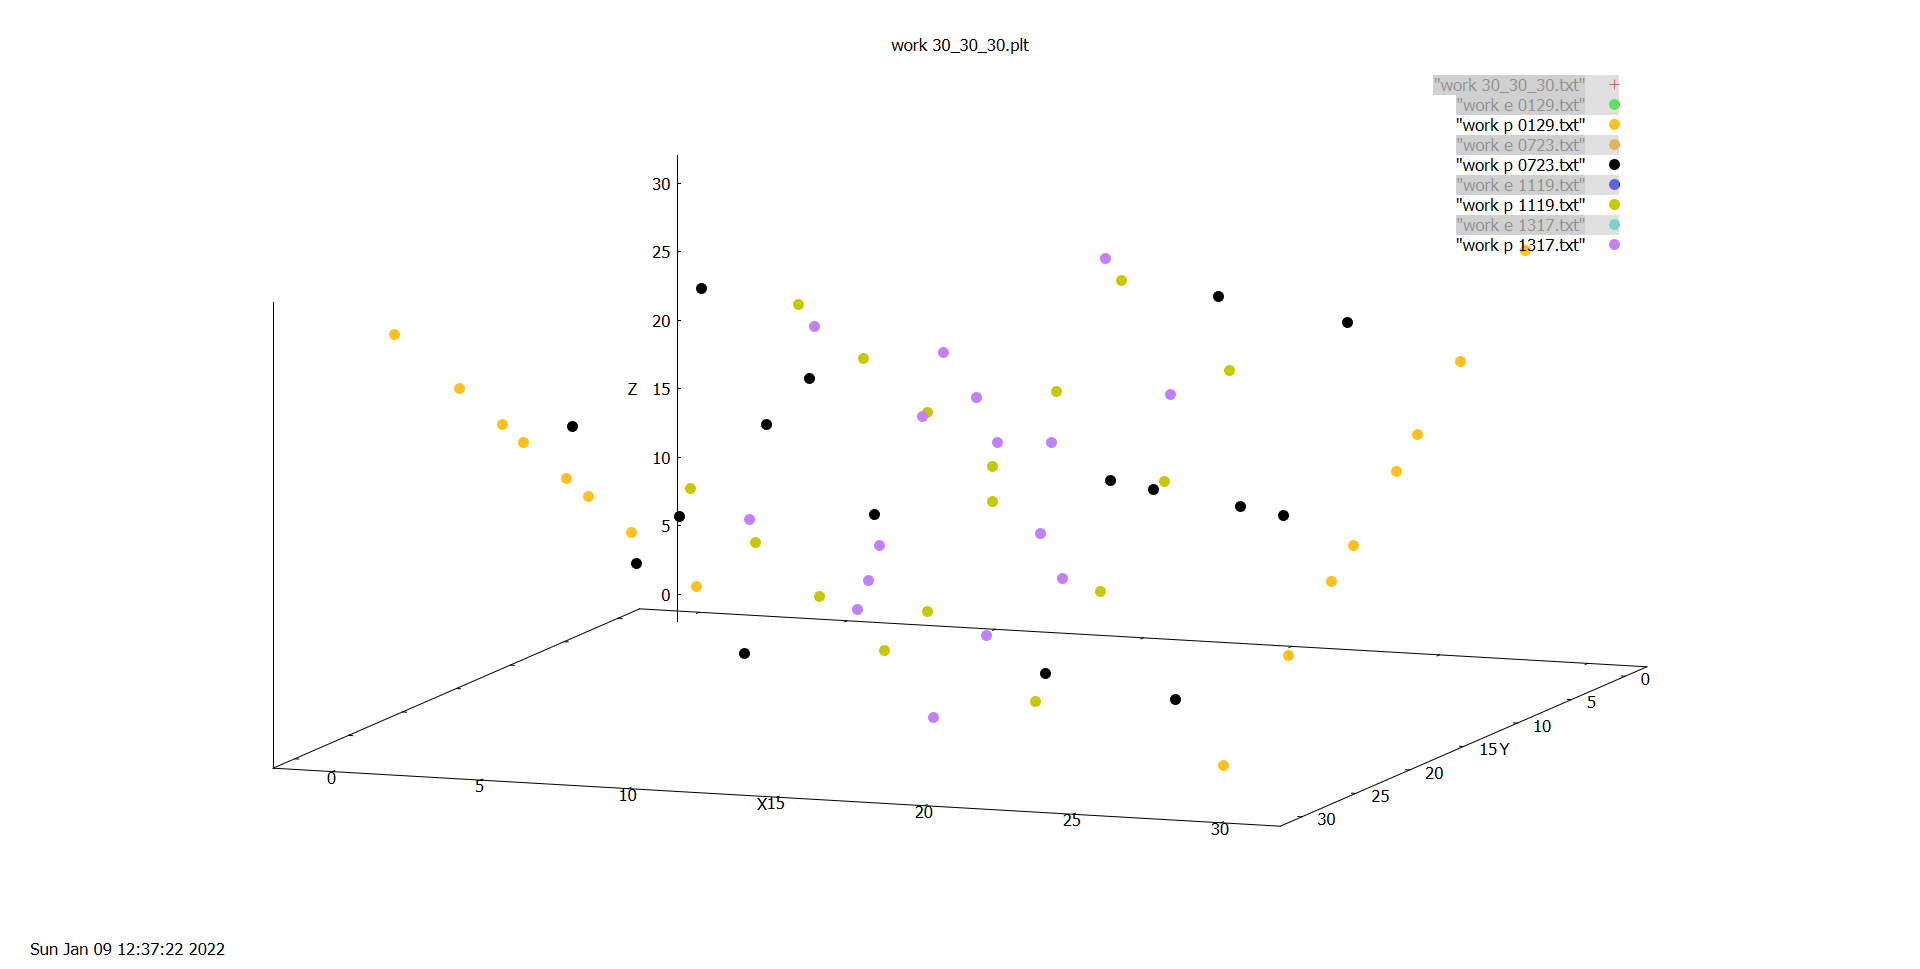 work 30_30_30.plt
"work 30_30_30.txt"
"work e 0129.txt"
"work p 0129.txt"
"work e 0723.txt"
"work p 0723.txt"
"work e 1119.txt"
"work p 1119.txt"
"work e 1317.txt"
"work p 1317.txt"
30
25
20
Z 15
10
5
0
0
5
10
15 Y
20
25
30
0
5
10
X15
20
25
30
Sun Jan 09 12:37:22 2022